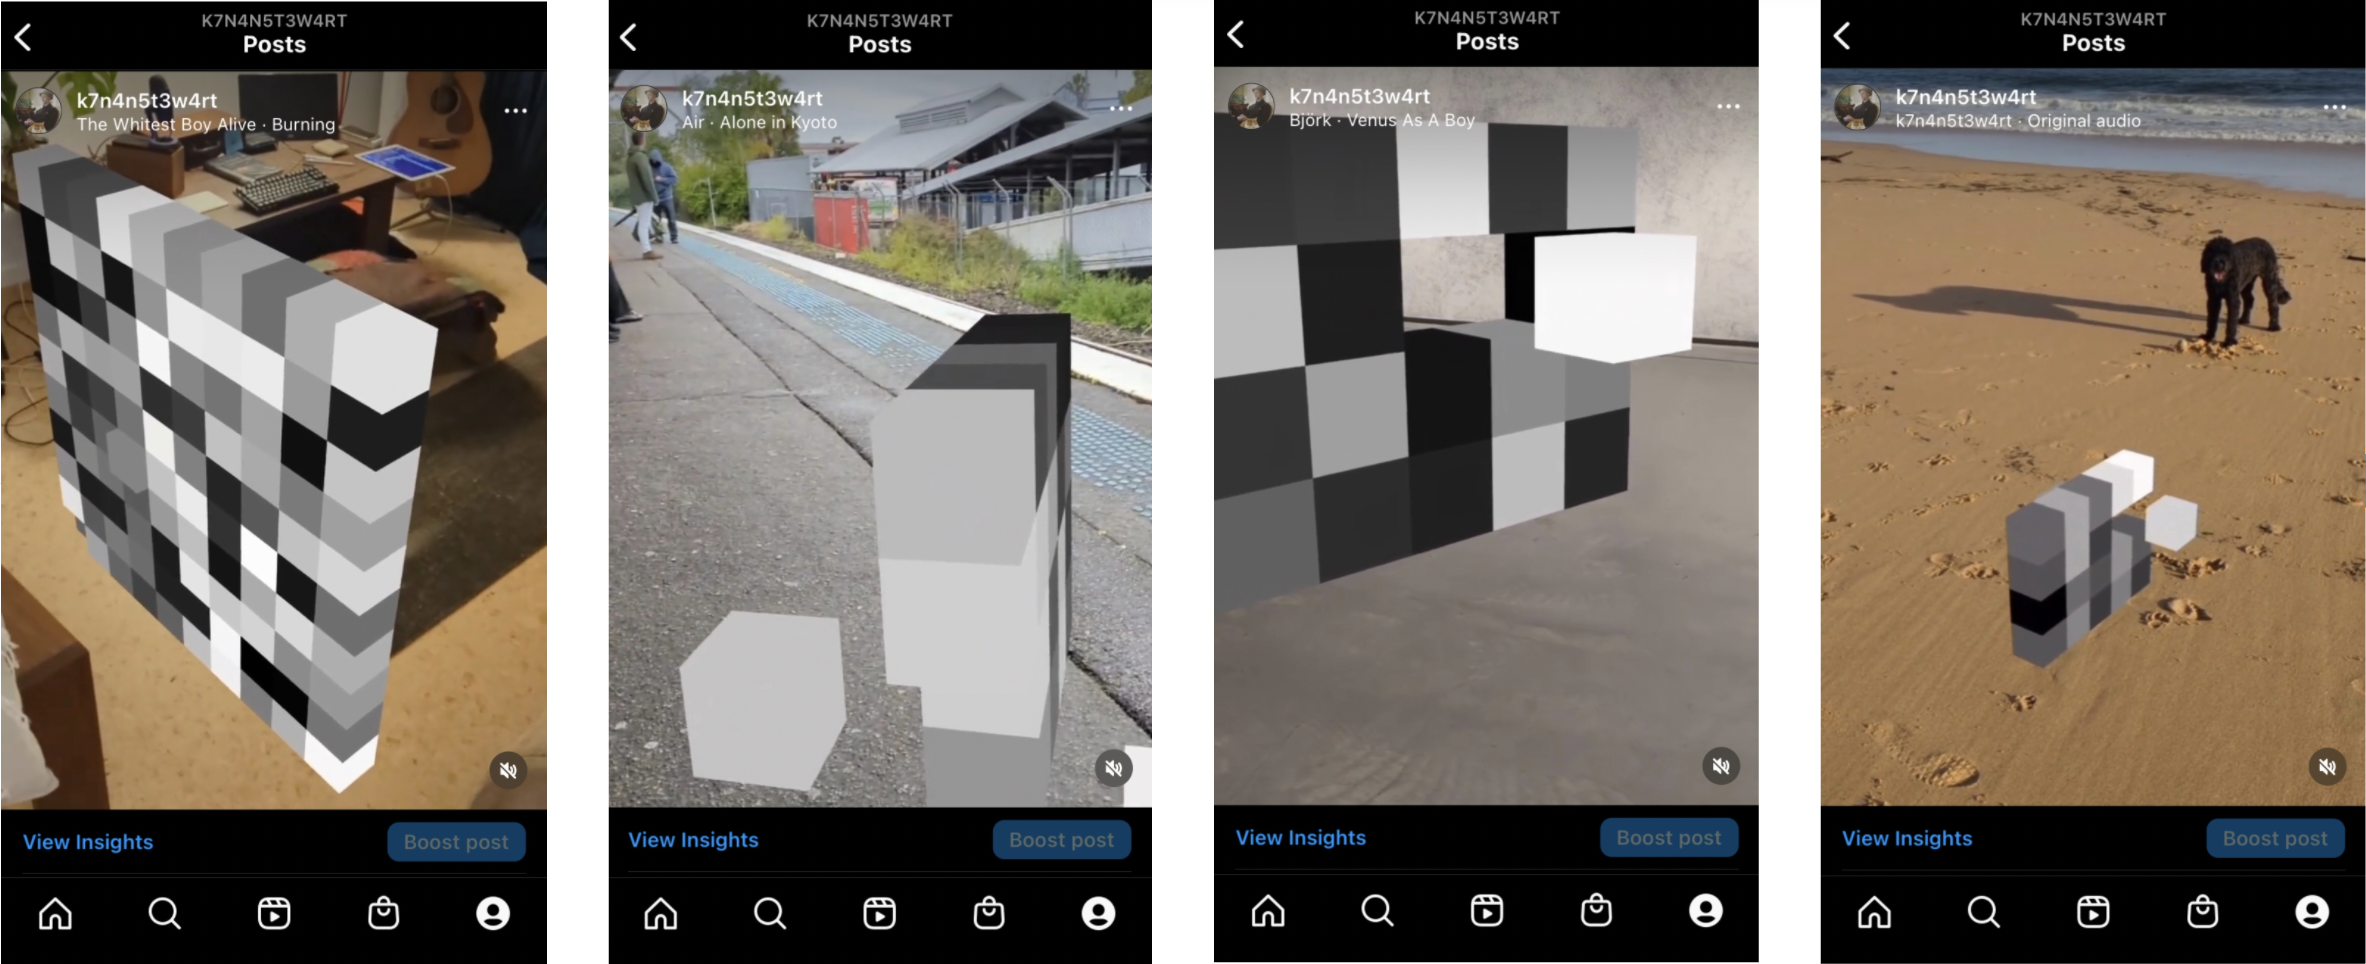 K7N4N5T3W4RT
Posts
k7n4n5t3w4rt
The Whitest Boy Alive · Burning
View Insights
Boost post
K7N4N5T3W4RT
Posts
k7n4n5t3w4rt
Air · Alone in Kyoto
View Insights
Boost post
K7N4N5T3W4RT
Posts
k7n4n5t3w4rt
Björk · Venus As A Boy
View Insights
Boost post
K7N4N5T3W4RT
Posts
k7n4n5t3w4rt
k7n4n5t3w4rt · Original audio
View Insights
Boost post